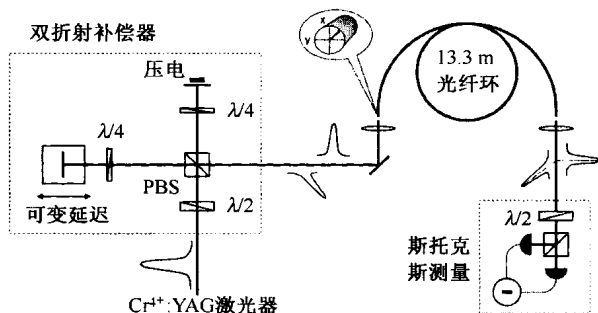 双折射补偿器
压电
λ/4
λ/4
PBS
λ/2
可变延迟
Cr⁴⁺:YAG激光器
x
y
13.3 m
光纤环
λ/2
斯托克
斯测量